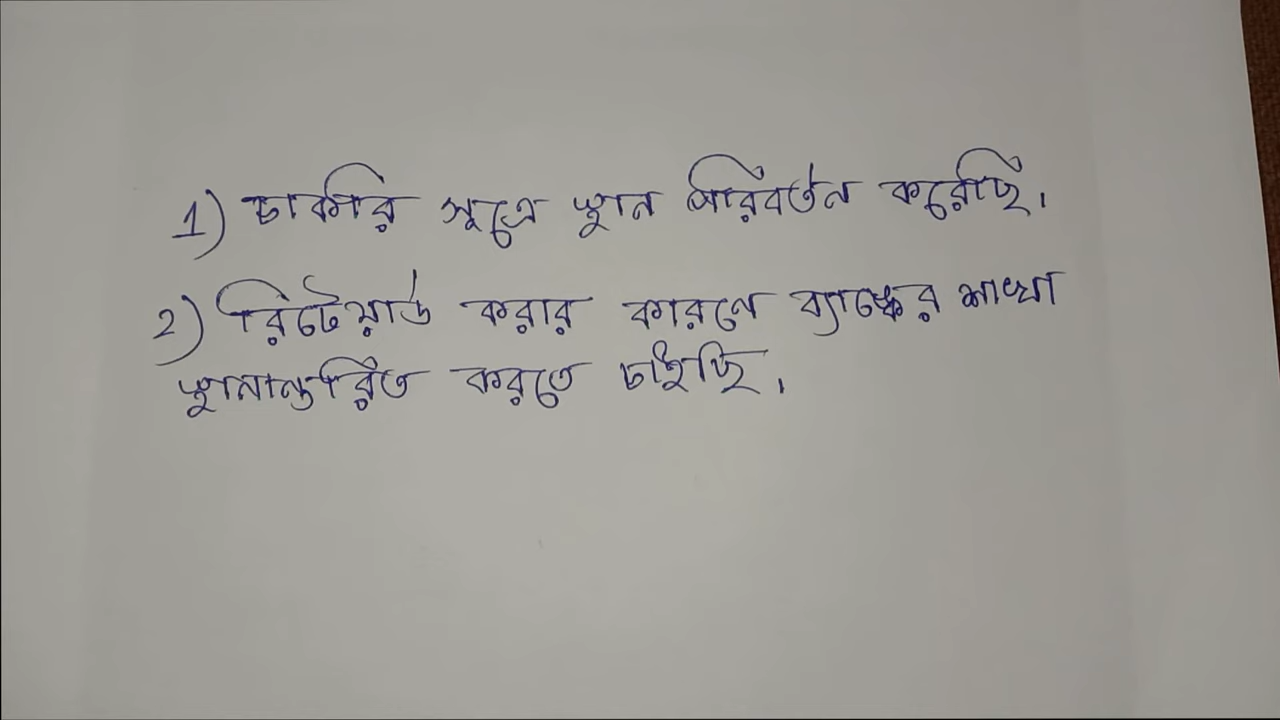 1) চাকরির সূত্রে স্থান পরিবর্তন করেছি।
2) রিটেয়ার্ড করার কারণে ব্যাঙ্কের শাখা
স্থানান্তরিত করতে চাইছি।